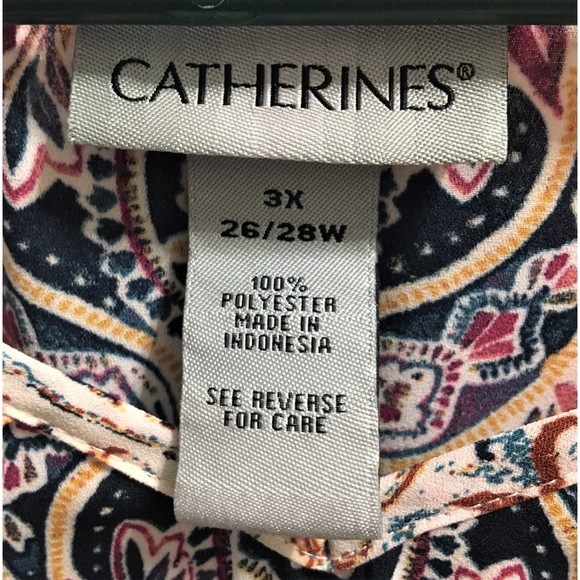 CATHERINES®
3X
26/28W
100%
POLYESTER
MADE IN
INDONESIA
SEE REVERSE
FOR CARE